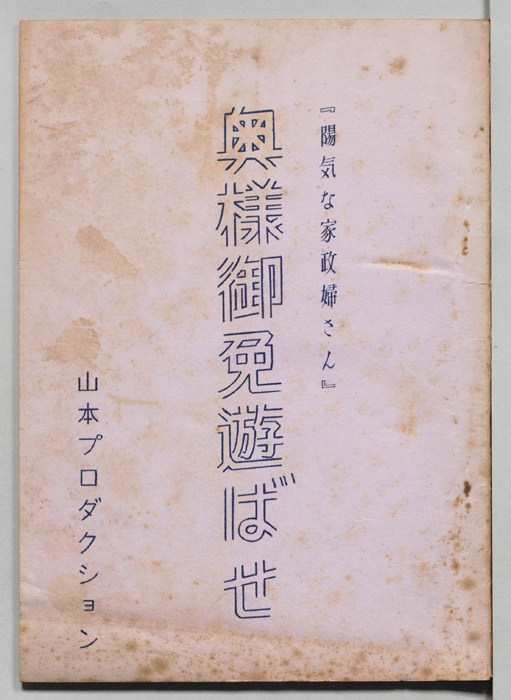 『陽気な家政婦さん』
奥様御免遊ばせ
山本プロダクション